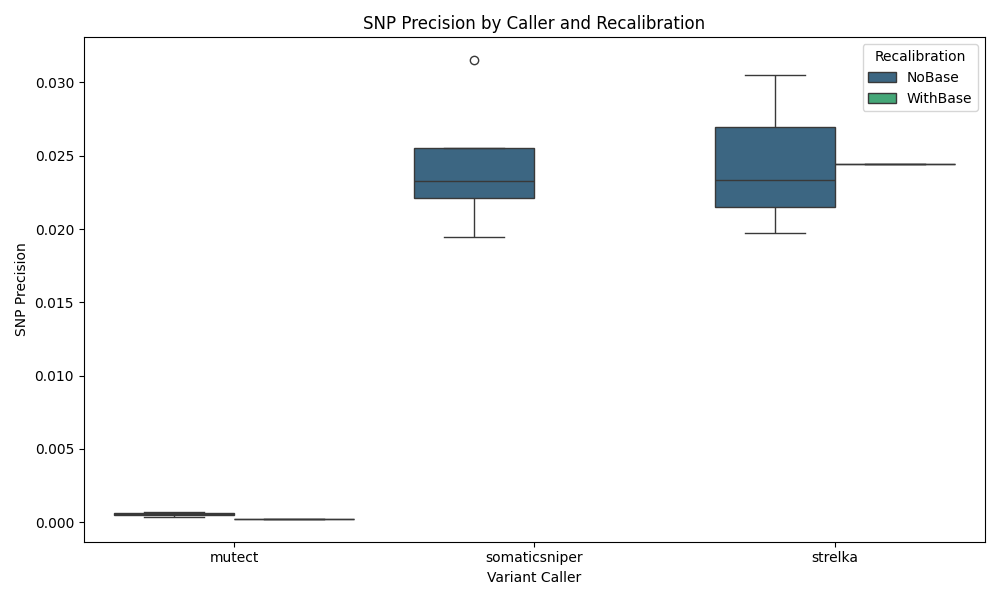 SNP Precision by Caller and Recalibration
Recalibration
NoBase
WithBase
SNP Precision
0.030
0.025
0.020
0.015
0.010
0.005
0.000
mutect
somaticsniper
strelka
Variant Caller